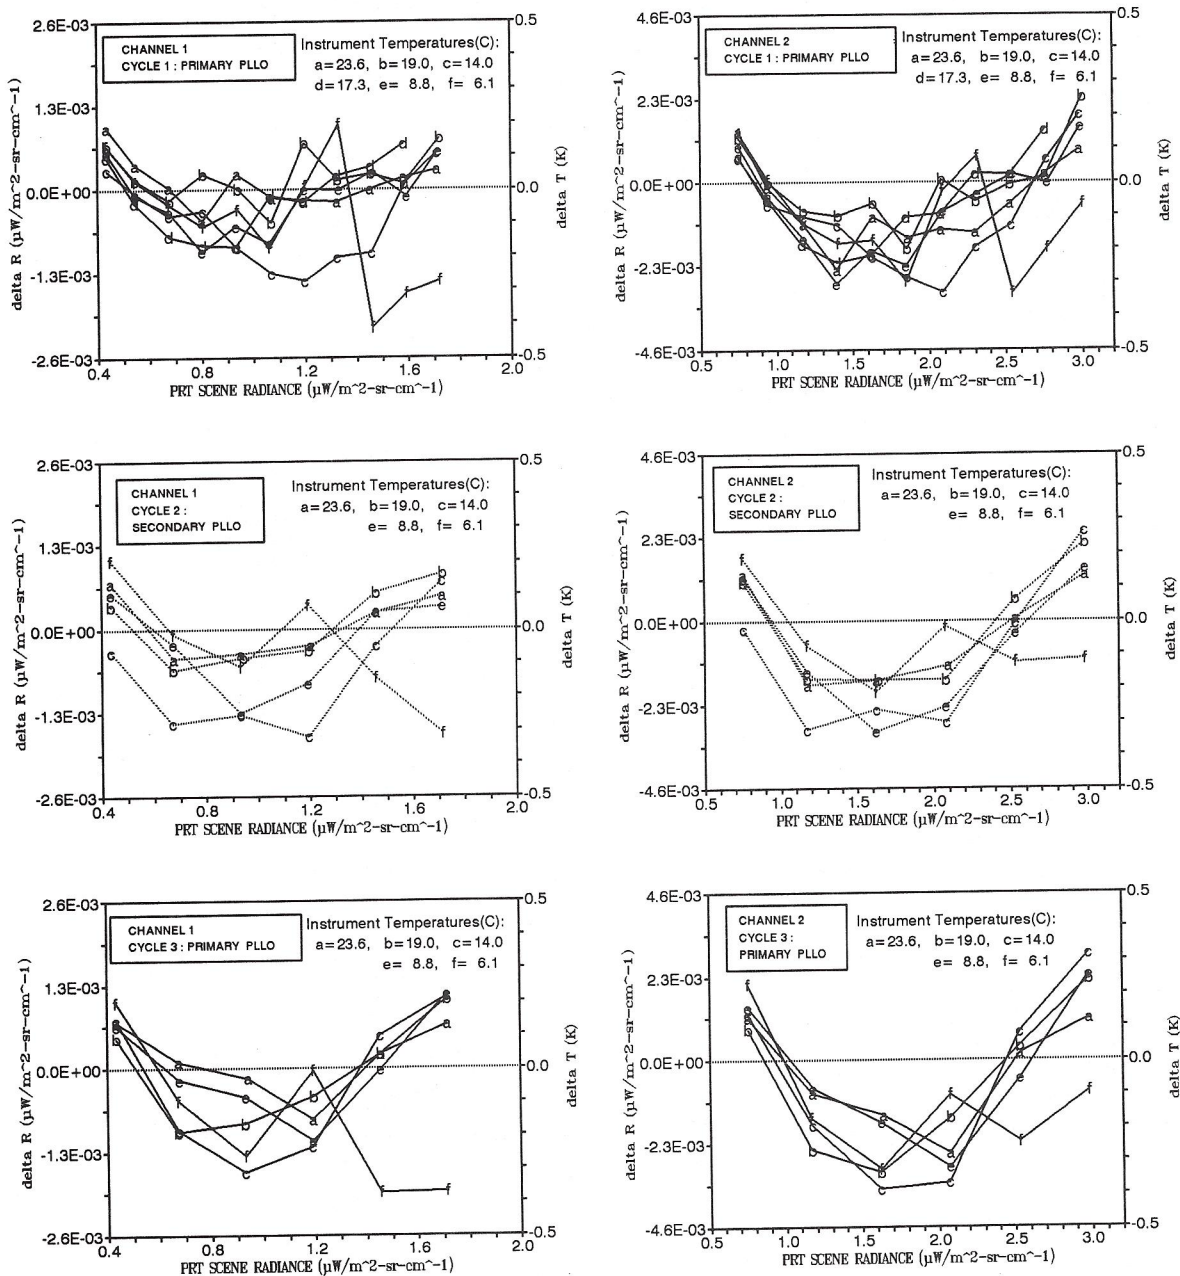 2.6E-03
1.3E-03
0.0E+00
-1.3E-03
-2.6E-03
delta R (μW/m^2-sr-cm^-1)
CHANNEL 1
CYCLE 1 : PRIMARY PLLO
Instrument Temperatures(C):
a=23.6, b=19.0, c=14.0
d=17.3, e= 8.8, f= 6.1
0.5
0.0
-0.5
delta T (K)
0.4 0.8 1.2 1.6 2.0
PRT SCENE RADIANCE (μW/m^2-sr-cm^-1)
4.6E-03
2.3E-03
0.0E+00
-2.3E-03
-4.6E-03
delta R (μW/m^2-sr-cm^-1)
CHANNEL 2
CYCLE 1 : PRIMARY PLLO
Instrument Temperatures(C):
a=23.6, b=19.0, c=14.0
d=17.3, e= 8.8, f= 6.1
0.5
0.0
-0.5
delta T (K)
0.5 1.0 1.5 2.0 2.5 3.0
PRT SCENE RADIANCE (μW/m^2-sr-cm^-1)
2.6E-03
1.3E-03
0.0E+00
-1.3E-03
-2.6E-03
delta R (μW/m^2-sr-cm^-1)
CHANNEL 1
CYCLE 2 :
SECONDARY PLLO
Instrument Temperatures(C):
a=23.6, b=19.0, c=14.0
e= 8.8, f= 6.1
0.5
0.0
-0.5
delta T (K)
0.4 0.8 1.2 1.6 2.0
PRT SCENE RADIANCE (μW/m^2-sr-cm^-1)
4.6E-03
2.3E-03
0.0E+00
-2.3E-03
-4.6E-03
delta R (μW/m^2-sr-cm^-1)
CHANNEL 2
CYCLE 2 :
SECONDARY PLLO
Instrument Temperatures(C):
a=23.6, b=19.0, c=14.0
e= 8.8, f= 6.1
0.5
0.0
-0.5
delta T (K)
0.5 1.0 1.5 2.0 2.5 3.0
PRT SCENE RADIANCE (μW/m^2-sr-cm^-1)
2.6E-03
1.3E-03
0.0E+00
-1.3E-03
-2.6E-03
delta R (μW/m^2-sr-cm^-1)
CHANNEL 1
CYCLE 3 : PRIMARY PLLO
Instrument Temperatures(C):
a=23.6, b=19.0, c=14.0
e= 8.8, f= 6.1
0.5
0.0
-0.5
delta T (K)
0.4 0.8 1.2 1.6 2.0
PRT SCENE RADIANCE (μW/m^2-sr-cm^-1)
4.6E-03
2.3E-03
0.0E+00
-2.3E-03
-4.6E-03
delta R (μW/m^2-sr-cm^-1)
CHANNEL 2
CYCLE 3 :
PRIMARY PLLO
Instrument Temperatures(C):
a=23.6, b=19.0, c=14.0
e= 8.8, f= 6.1
0.5
0.0
-0.5
delta T (K)
0.5 1.0 1.5 2.0 2.5 3.0
PRT SCENE RADIANCE (μW/m^2-sr-cm^-1)